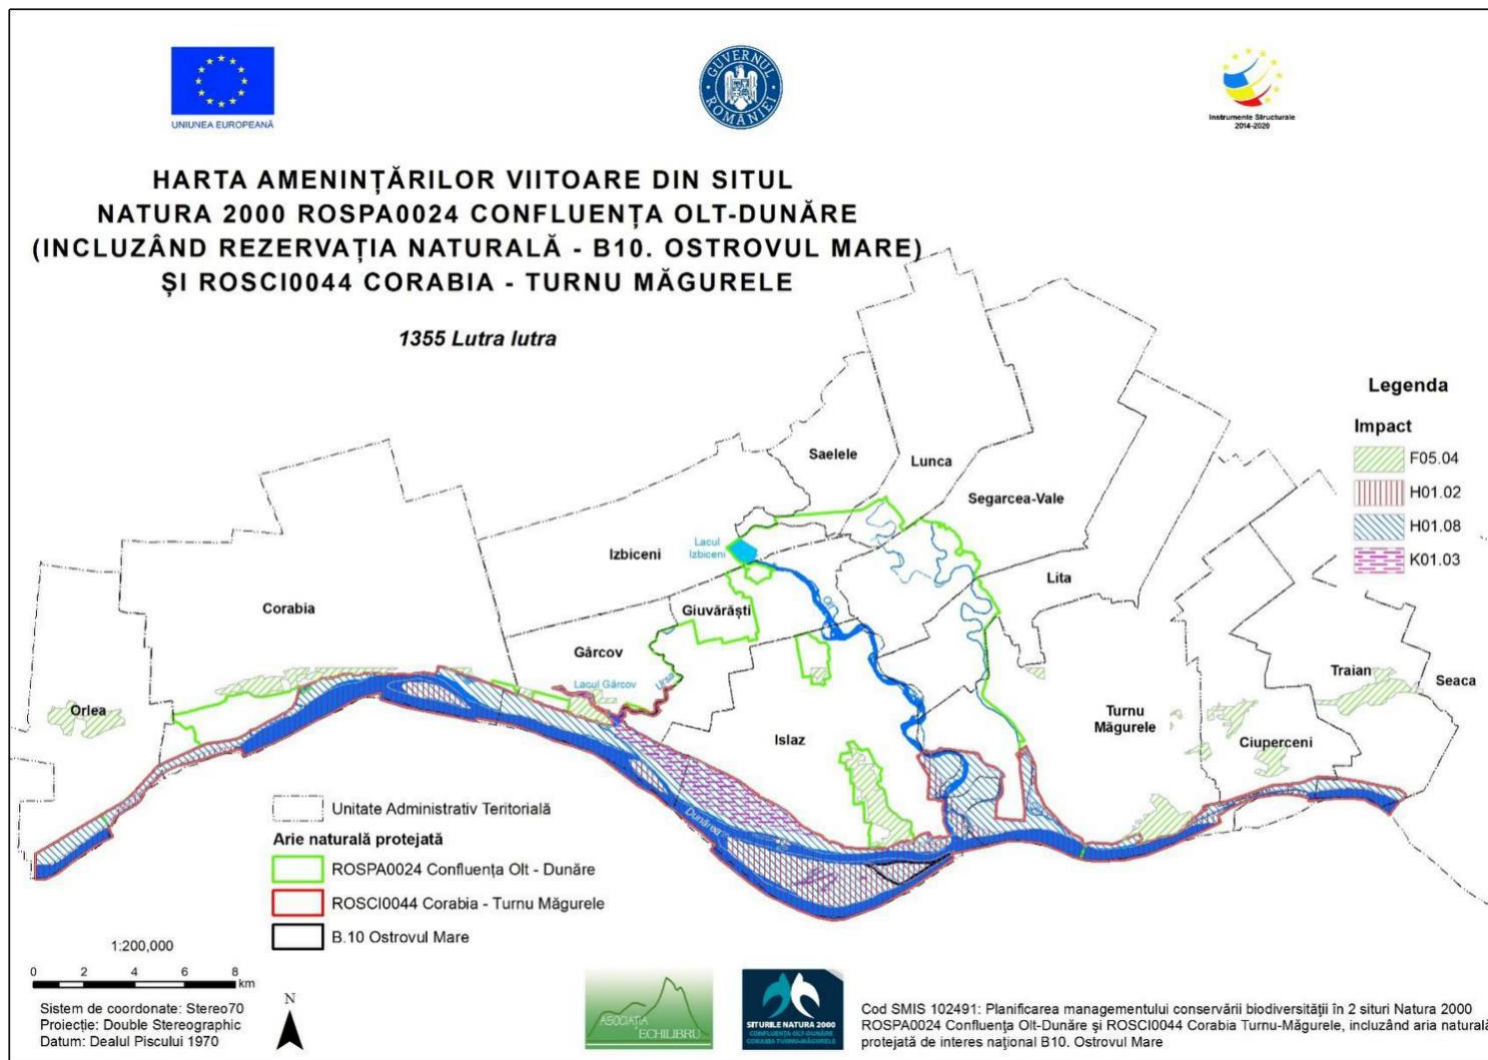 UNIUNEA EUROPEANĂ
GUVERNUL ROMÂNIEI
Instrumente Structurale
2014-2020
HARTA AMENINȚĂRILOR VIITOARE DIN SITUL
NATURA 2000 ROSPA0024 CONFLUENȚA OLT-DUNĂRE
(INCLUZÂND REZERVAȚIA NATURALĂ - B10. OSTROVUL MARE)
ȘI ROSCI0044 CORABIA - TURNU MĂGURELE
1355 Lutra lutra
Legenda
Impact
F05.04
H01.02
H01.08
K01.03
Saelele
Lunca
Segarcea-Vale
Lacul
Izbiceni
Izbiceni
Lita
Corabia
Giuvărăști
Olt
Gârcov
Lacul Gârcov
Traian
Seaca
Orlea
Turnu
Măgurele
Islaz
Ciuperceni
Dunărea
Unitate Administrativ Teritorială
Arie naturală protejată
ROSPA0024 Confluența Olt - Dunăre
ROSCI0044 Corabia - Turnu Măgurele
B.10 Ostrovul Mare
1:200,000
0 2 4 6 8
km
N
Sistem de coordonate: Stereo70
Proiecție: Double Stereographic
Datum: Dealul Piscului 1970
ASOCIAȚIA
ECHILIBRU
SITURILE NATURA 2000
CONFLUENȚA OLT-DUNĂRE
CORABIA TURNU-MĂGURELE
Cod SMIS 102491: Planificarea managementului conservării biodiversității în 2 situri Natura 2000
ROSPA0024 Confluența Olt-Dunăre și ROSCI0044 Corabia Turnu-Măgurele, incluzând aria naturală
protejată de interes național B10. Ostrovul Mare